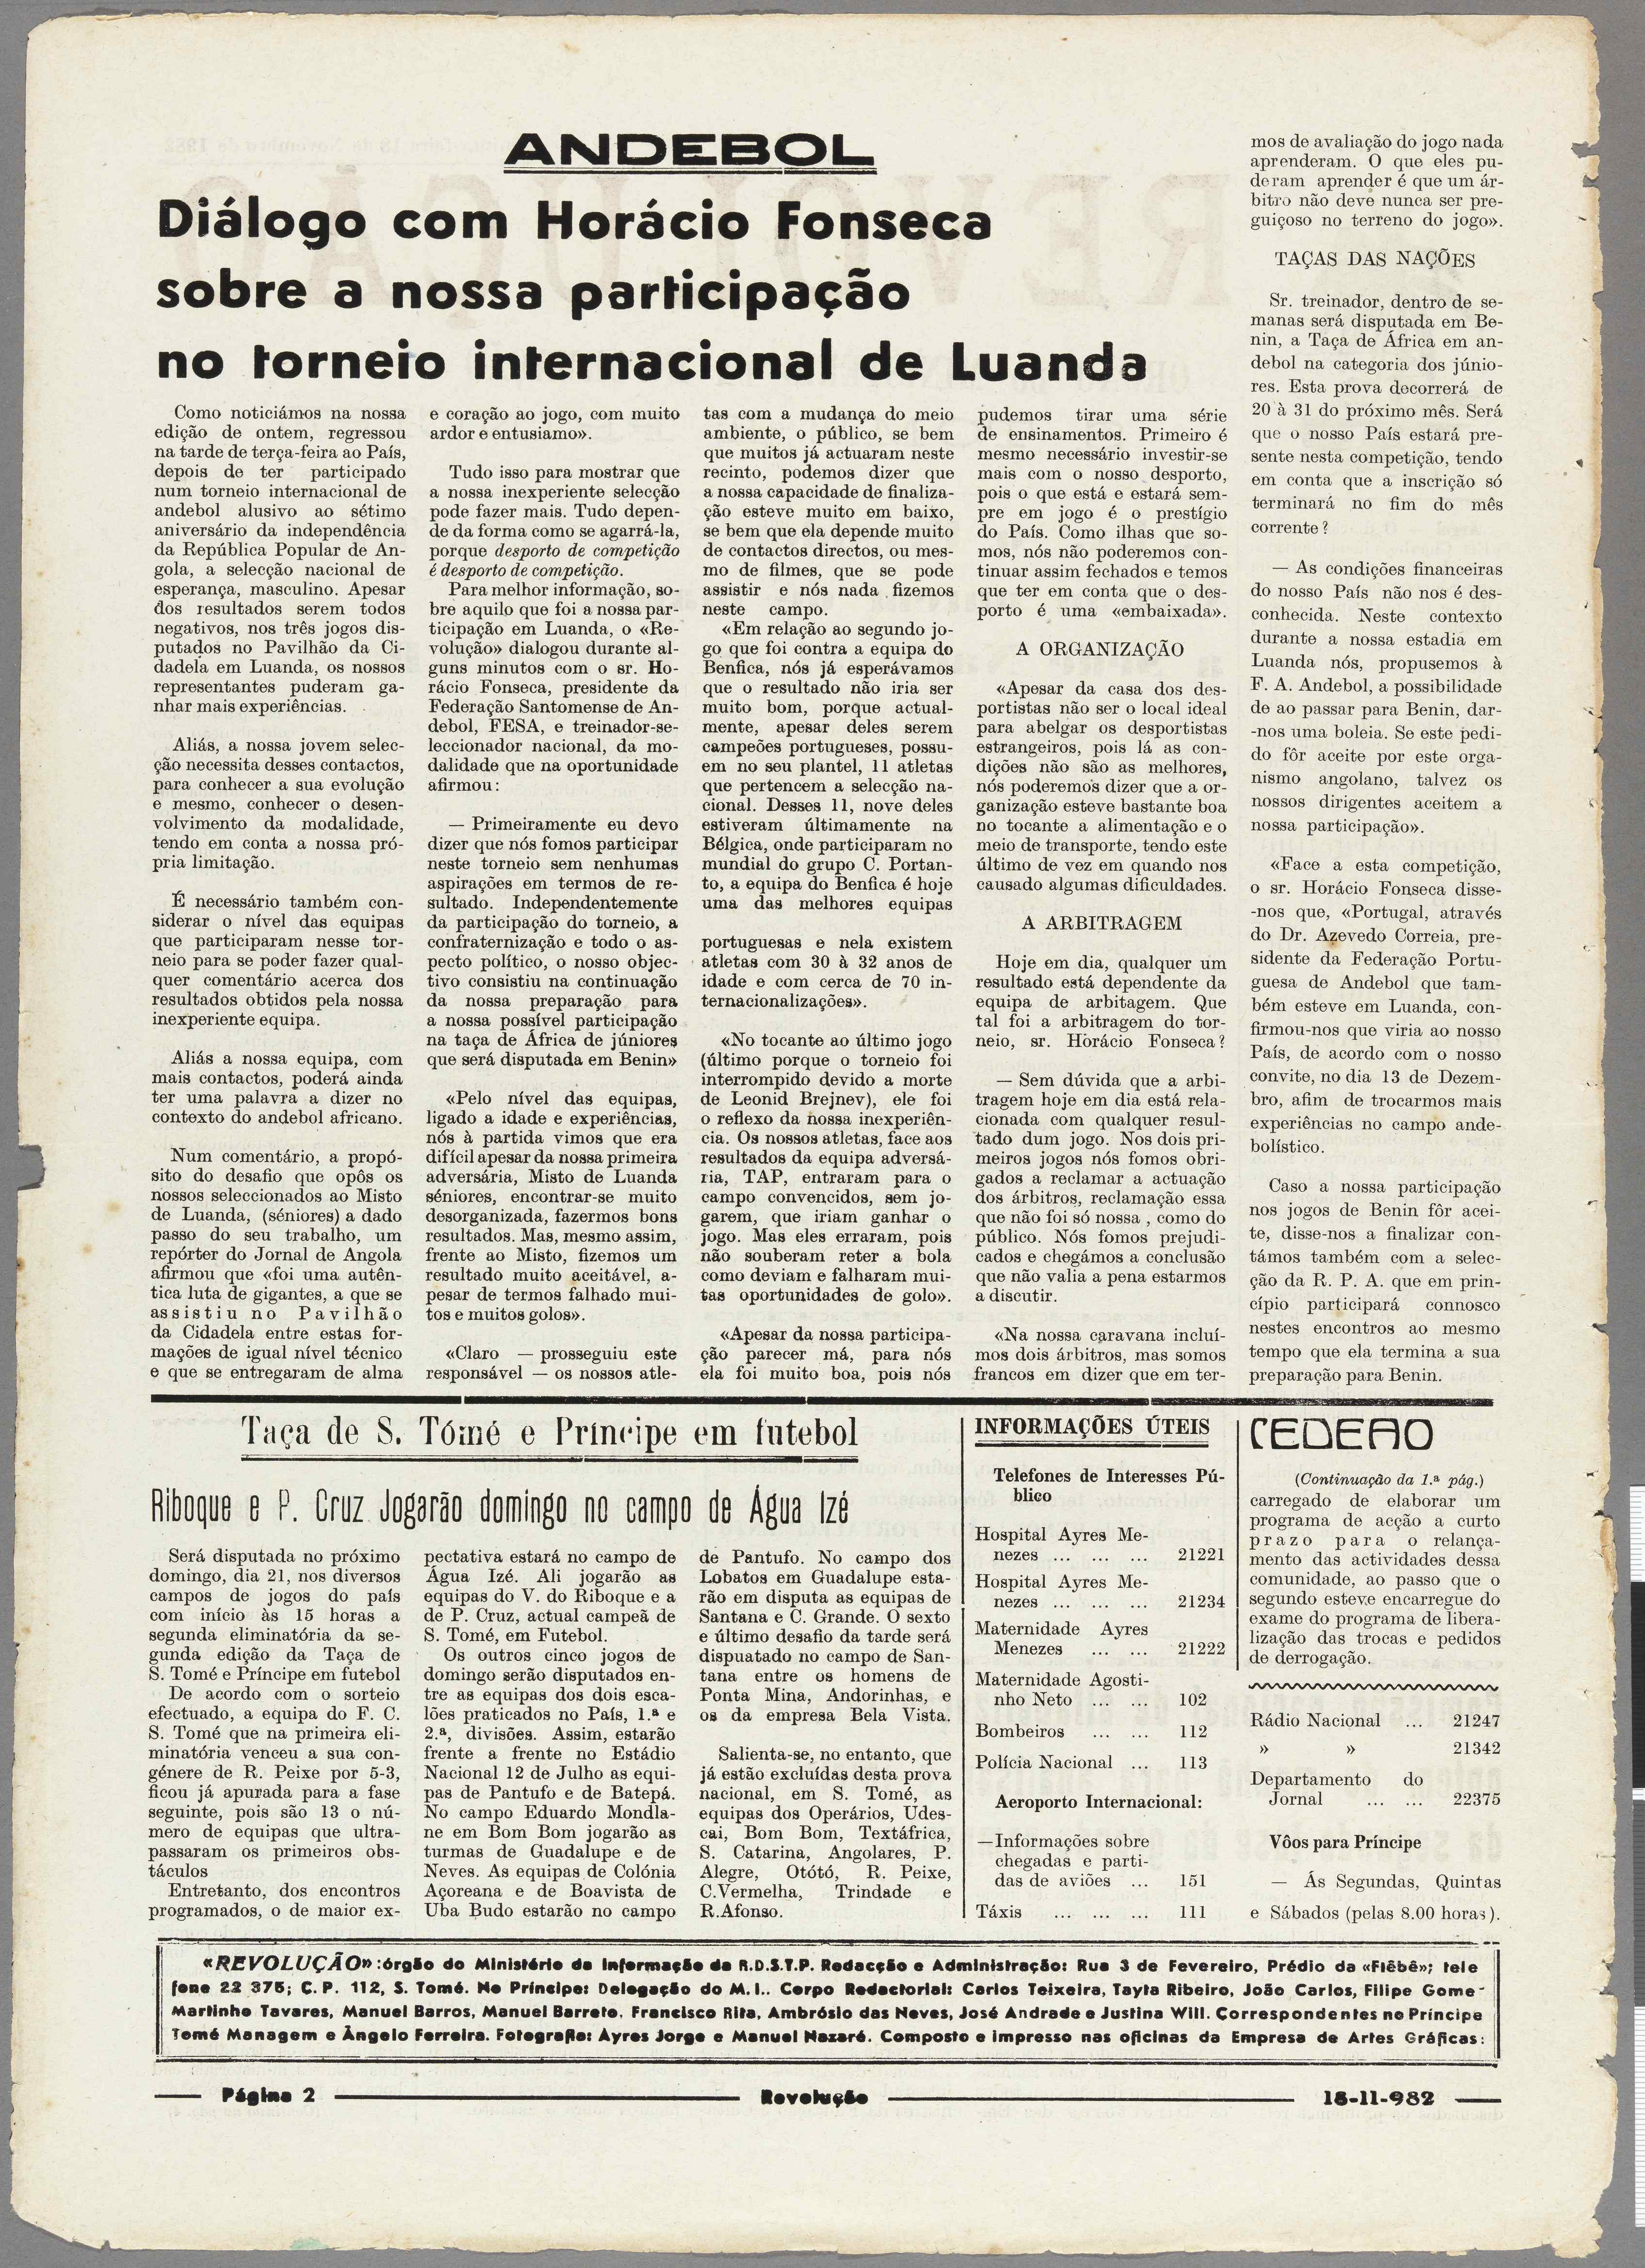 ANDEBOL
Diálogo com Horácio Fonseca
sobre a nossa participação
no torneio internacional de Luanda
Como noticiámos na nossa
edição de ontem, regressou
na tarde de terça-feira ao País,
depois de ter participado
num torneio internacional de
andebol alusivo ao sétimo
aniversário da independência
da República Popular de An-
gola, a selecção nacional de
esperança, masculino. Apesar
dos resultados serem todos
negativos, nos três jogos dis-
putados no Pavilhão da Ci-
dadela em Luanda, os nossos
representantes puderam ga-
nhar mais experiências.
Aliás, a nossa jovem selec-
ção necessita desses contactos,
para conhecer a sua evolução
e mesmo, conhecer o desen-
volvimento da modalidade,
tendo em conta a nossa pró-
pria limitação.
É necessário também con-
siderar o nível das equipas
que participaram nesse tor-
neio para se poder fazer qual-
quer comentário acerca dos
resultados obtidos pela nossa
inexperiente equipa.
Aliás a nossa equipa, com
mais contactos, poderá ainda
ter uma palavra a dizer no
contexto do andebol africano.
Num comentário, a propó-
sito do desafio que opôs os
nossos seleccionados ao Misto
de Luanda, (séniores) a dado
passo do seu trabalho, um
repórter do Jornal de Angola
afirmou que «foi uma autên-
tica luta de gigantes, a que se
assistiu no Pavilhão
da Cidadela entre estas for-
mações de igual nível técnico
e que se entregaram de alma
e coração ao jogo, com muito
ardor e entusiamo».
Tudo isso para mostrar que
a nossa inexperiente selecção
pode fazer mais. Tudo depen-
de da forma como se agarrá-la,
porque desporto de competição
é desporto de competição.
Para melhor informação, so-
bre aquilo que foi a nossa par-
ticipação em Luanda, o «Re-
volução» dialogou durante al-
guns minutos com o sr. Ho-
rácio Fonseca, presidente da
Federação Santomense de An-
debol, FESA, e treinador-se-
leccionador nacional, da mo-
dalidade que na oportunidade
afirmou:
— Primeiramente eu devo
dizer que nós fomos participar
neste torneio sem nenhumas
aspirações em termos de re-
sultado. Independentemente
da participação do torneio, a
confraternização e todo o as-
pecto político, o nosso objec-
tivo consistiu na continuação
da nossa preparação para
a nossa possível participação
na taça de África de júniores
que será disputada em Benin»
«Pelo nível das equipas,
ligado a idade e experiências,
nós à partida vimos que era
difícil apesar da nossa primeira
adversária, Misto de Luanda
séniores, encontrar-se muito
desorganizada, fazermos bons
resultados. Mas, mesmo assim,
frente ao Misto, fizemos um
resultado muito aceitável, a-
pesar de termos falhado mui-
tos e muitos golos».
«Claro — prosseguiu este
responsável — os nossos atle-
tas com a mudança do meio
ambiente, o público, se bem
que muitos já actuaram neste
recinto, podemos dizer que
a nossa capacidade de finaliza-
ção esteve muito em baixo,
se bem que ela depende muito
de contactos directos, ou mes-
mo de filmes, que se pode
assistir e nós nada fizemos
neste campo.
«Em relação ao segundo jo-
go que foi contra a equipa do
Benfica, nós já esperávamos
que o resultado não iria ser
muito bom, porque actual-
mente, apesar deles serem
campeões portugueses, possu-
em no seu plantel, 11 atletas
que pertencem a selecção na-
cional. Desses 11, nove deles
estiveram últimamente na
Bélgica, onde participaram no
mundial do grupo C. Portan-
to, a equipa do Benfica é hoje
uma das melhores equipas
portuguesas e nela existem
atletas com 30 à 32 anos de
idade e com cerca de 70 in-
ternacionalizações».
«No tocante ao último jogo
(último porque o torneio foi
interrompido devido a morte
de Leonid Brejnev), ele foi
o reflexo da nossa inexperiên-
cia. Os nossos atletas, face aos
resultados da equipa adversá-
ria, TAP, entraram para o
campo convencidos, sem jo-
garem, que iriam ganhar o
jogo. Mas eles erraram, pois
não souberam reter a bola
como deviam e falharam mui-
tas oportunidades de golo».
«Apesar da nossa participa-
ção parecer má, para nós
ela foi muito boa, pois nós
pudemos tirar uma série
de ensinamentos. Primeiro é
mesmo necessário investir-se
mais com o nosso desporto,
pois o que está e estará sem-
pre em jogo é o prestígio
do País. Como ilhas que so-
mos, nós não poderemos con-
tinuar assim fechados e temos
que ter em conta que o des-
porto é uma «embaixada».
A ORGANIZAÇÃO
«Apesar da casa dos des-
portistas não ser o local ideal
para abelgar os desportistas
estrangeiros, pois lá as con-
dições não são as melhores,
nós poderemos dizer que a or-
ganização esteve bastante boa
no tocante a alimentação e o
meio de transporte, tendo este
último de vez em quando nos
causado algumas dificuldades.
A ARBITRAGEM
Hoje em dia, qualquer um
resultado está dependente da
equipa de arbitagem. Que
tal foi a arbitragem do tor-
neio, sr. Horácio Fonseca?
— Sem dúvida que a arbi-
tragem hoje em dia está rela-
cionada com qualquer resul-
tado dum jogo. Nos dois pri-
meiros jogos nós fomos obri-
gados a reclamar a actuação
dos árbitros, reclamação essa
que não foi só nossa , como do
público. Nós fomos prejudi-
cados e chegámos a conclusão
que não valia a pena estarmos
a discutir.
«Na nossa caravana incluí-
mos dois árbitros, mas somos
francos em dizer que em ter-
mos de avaliação do jogo nada
aprenderam. O que eles pu-
deram aprender é que um ár-
bitro não deve nunca ser pre-
guiçoso no terreno do jogo».
TAÇAS DAS NAÇÕES
Sr. treinador, dentro de se-
manas será disputada em Be-
nin, a Taça de África em an-
debol na categoria dos júnio-
res. Esta prova decorrerá de
20 à 31 do próximo mês. Será
que o nosso País estará pre-
sente nesta competição, tendo
em conta que a inscrição só
terminará no fim do mês
corrente?
— As condições financeiras
do nosso País não nos é des-
conhecida. Neste contexto
durante a nossa estadia em
Luanda nós, propusemos à
F. A. Andebol, a possibilidade
de ao passar para Benin, dar-
-nos uma boleia. Se este pedi-
do fôr aceite por este orga-
nismo angolano, talvez os
nossos dirigentes aceitem a
nossa participação».
«Face a esta competição,
o sr. Horácio Fonseca disse-
-nos que, «Portugal, através
do Dr. Azevedo Correia, pre-
sidente da Federação Portu-
guesa de Andebol que tam-
bém esteve em Luanda, con-
firmou-nos que viria ao nosso
País, de acordo com o nosso
convite, no dia 13 de Dezem-
bro, afim de trocarmos mais
experiências no campo ande-
bolístico.
Caso a nossa participação
nos jogos de Benin fôr acei-
te, disse-nos a finalizar con-
támos também com a selec-
ção da R. P. A. que em prin-
cípio participará connosco
nestes encontros ao mesmo
tempo que ela termina a sua
preparação para Benin.
Taça de S. Tómé e Príncipe em futebol
Riboque e P. Cruz Jogarão domingo no campo de Água Izé
Será disputada no próximo
domingo, dia 21, nos diversos
campos de jogos do país
com início às 15 horas a
segunda eliminatória da se-
gunda edição da Taça de
S. Tomé e Príncipe em futebol
De acordo com o sorteio
efectuado, a equipa do F. C.
S. Tomé que na primeira eli-
minatória venceu a sua con-
génere de R. Peixe por 5-3,
ficou já apurada para a fase
seguinte, pois são 13 o nú-
mero de equipas que ultra-
passaram os primeiros obs-
táculos
Entretanto, dos encontros
programados, o de maior ex-
pectativa estará no campo de
Água Izé. Ali jogarão as
equipas do V. do Riboque e a
de P. Cruz, actual campeã de
S. Tomé, em Futebol.
Os outros cinco jogos de
domingo serão disputados en-
tre as equipas dos dois esca-
lões praticados no País, 1.ª e
2.ª, divisões. Assim, estarão
frente a frente no Estádio
Nacional 12 de Julho as equi-
pas de Pantufo e de Batepá.
No campo Eduardo Mondla-
ne em Bom Bom jogarão as
turmas de Guadalupe e de
Neves. As equipas de Colónia
Açoreana e de Boavista de
Uba Budo estarão no campo
de Pantufo. No campo dos
Lobatos em Guadalupe esta-
rão em disputa as equipas de
Santana e C. Grande. O sexto
e último desafio da tarde será
dispuatado no campo de San-
tana entre os homens de
Ponta Mina, Andorinhas, e
os da empresa Bela Vista.
Salienta-se, no entanto, que
já estão excluídas desta prova
nacional, em S. Tomé, as
equipas dos Operários, Udes-
cai, Bom Bom, Textáfrica,
S. Catarina, Angolares, P.
Alegre, Otótó, R. Peixe,
C.Vermelha, Trindade e
R.Afonso.
INFORMAÇÕES ÚTEIS
Telefones de Interesses Pú-
blico
Hospital Ayres Me-
nezes ... ... ... 21221
Hospital Ayres Me-
nezes ... ... ... 21234
Maternidade Ayres
Menezes ... ... 21222
Maternidade Agosti-
nho Neto ... ... 102
Bombeiros ... ... 112
Polícia Nacional ... 113
Aeroporto Internacional:
—Informações sobre
chegadas e parti-
das de aviões ... 151
Táxis ... ... ... 111
CEDEAO
(Continuação da 1.ª pág.)
carregado de elaborar um
programa de acção a curto
prazo para o relança-
mento das actividades dessa
comunidade, ao passo que o
segundo esteve encarregue do
exame do programa de libera-
lização das trocas e pedidos
de derrogação.
Rádio Nacional ... 21247
» » 21342
Departamento do
Jornal ... ... 22375
Vôos para Príncipe
— Ás Segundas, Quintas
e Sábados (pelas 8.00 horas).
«REVOLUÇÃO»:órgão do Ministério da Informação da R.D.S.T.P. Redacção e Administração: Rua 3 de Fevereiro, Prédio da «Flêbê»; tele
fone 22 375; C.P. 112, S. Tomé. No Príncipe: Delegação do M.I.. Corpo Redactorial: Carlos Teixeira, Tayta Ribeiro, João Carlos, Filipe Gome-
Martinho Tavares, Manuel Barros, Manuel Barreto, Francisco Rita, Ambrósio das Neves, José Andrade e Justina Will. Correspondentes no Príncipe
Tomé Managem e Ângelo Ferreira. Fotografia: Ayres Jorge e Manuel Nazaré. Composto e impresso nas oficinas da Empresa de Artes Gráficas:
Página 2 Revolução 18-11-982